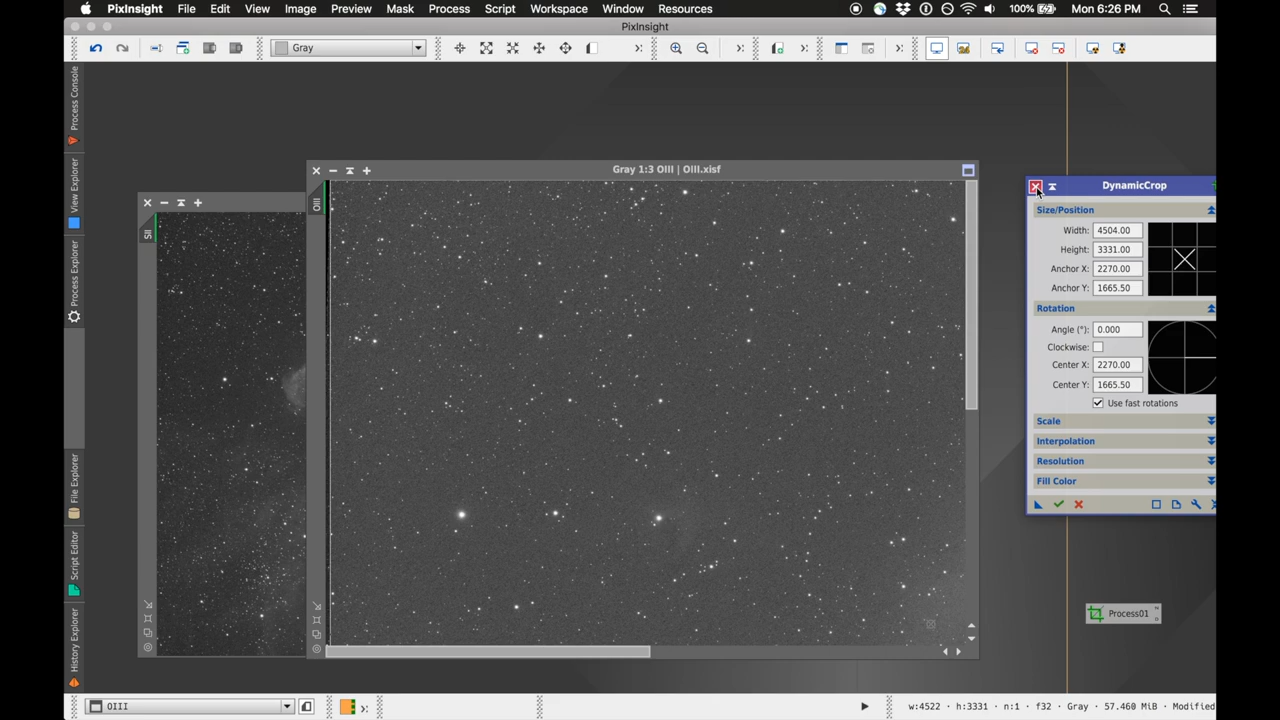 PixInsight File Edit View Image Preview Mask Process Script Workspace Window Resources 100% Mon 6:26 PM
PixInsight
Gray
Process Console
View Explorer
Process Explorer
File Explorer
Script Editor
History Explorer
SII
Gray 1:3 OIII | OIII.xisf
OIII
DynamicCrop
Size/Position
Width: 4504.00
Height: 3331.00
Anchor X: 2270.00
Anchor Y: 1665.50
Rotation
Angle (°): 0.000
Clockwise:
Center X: 2270.00
Center Y: 1665.50
Use fast rotations
Scale
Interpolation
Resolution
Fill Color
Process01
OIII
w:4522 · h:3331 · n:1 · f32 · Gray · 57.460 MiB · Modified